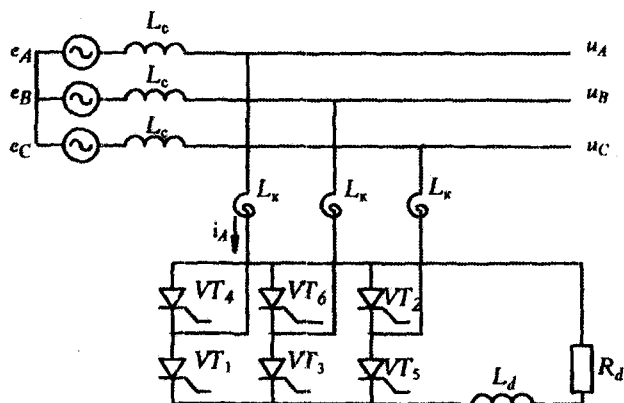 L_c
e_A
u_A
L_c
e_B
u_B
L_c
e_C
u_C
L_к
L_к
L_к
i_A
VT_4
VT_6
VT_2
VT_1
VT_3
VT_5
L_d
R_d